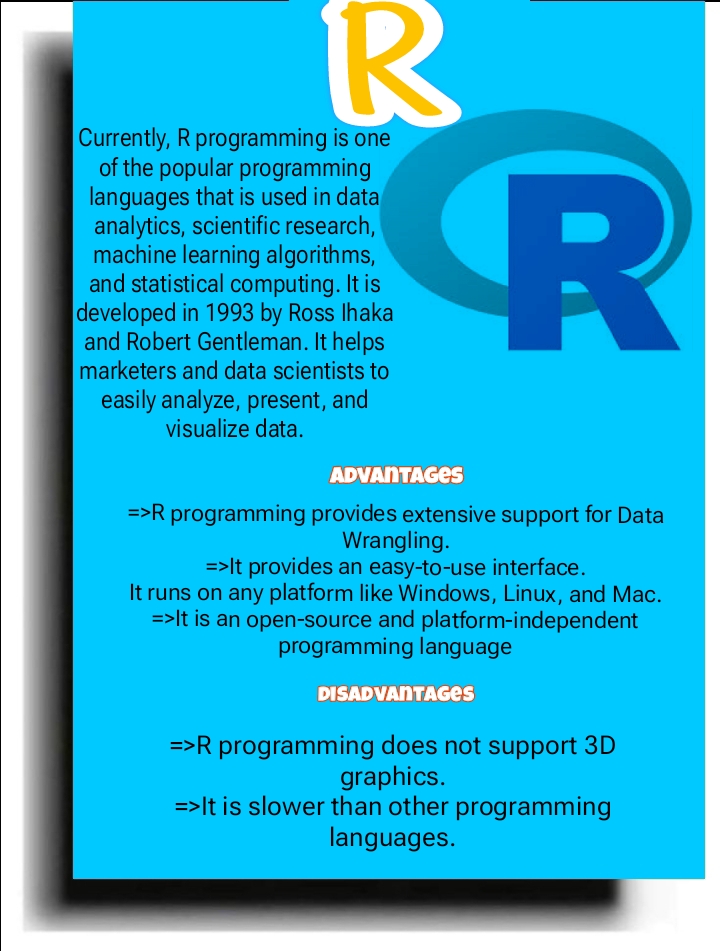 R
Currently, R programming is one
of the popular programming
languages that is used in data
analytics, scientific research,
machine learning algorithms,
and statistical computing. It is
developed in 1993 by Ross Ihaka
and Robert Gentleman. It helps
marketers and data scientists to
easily analyze, present, and
visualize data.
R
ADVANTAGES
=>R programming provides extensive support for Data
Wrangling.
=>It provides an easy-to-use interface.
It runs on any platform like Windows, Linux, and Mac.
=>It is an open-source and platform-independent
programming language
DISADVANTAGES
=>R programming does not support 3D
graphics.
=>It is slower than other programming
languages.